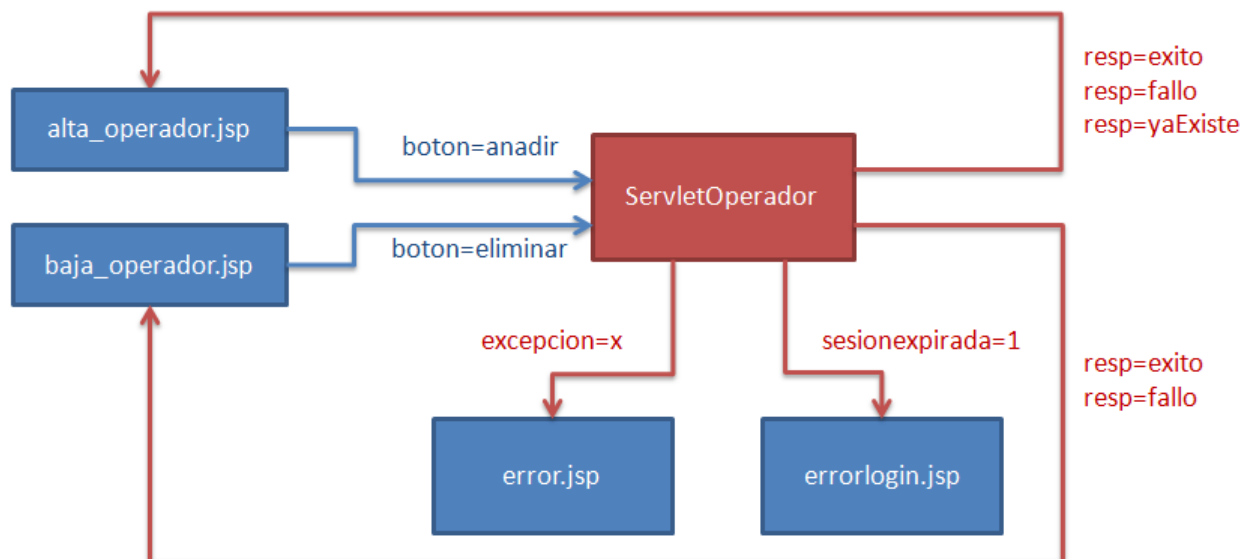 resp=exito
resp=fallo
resp=yaExiste
alta_operador.jsp
boton=anadir
ServletOperador
baja_operador.jsp
boton=eliminar
excepcion=x
sesionexpirada=1
resp=exito
resp=fallo
error.jsp
errorlogin.jsp